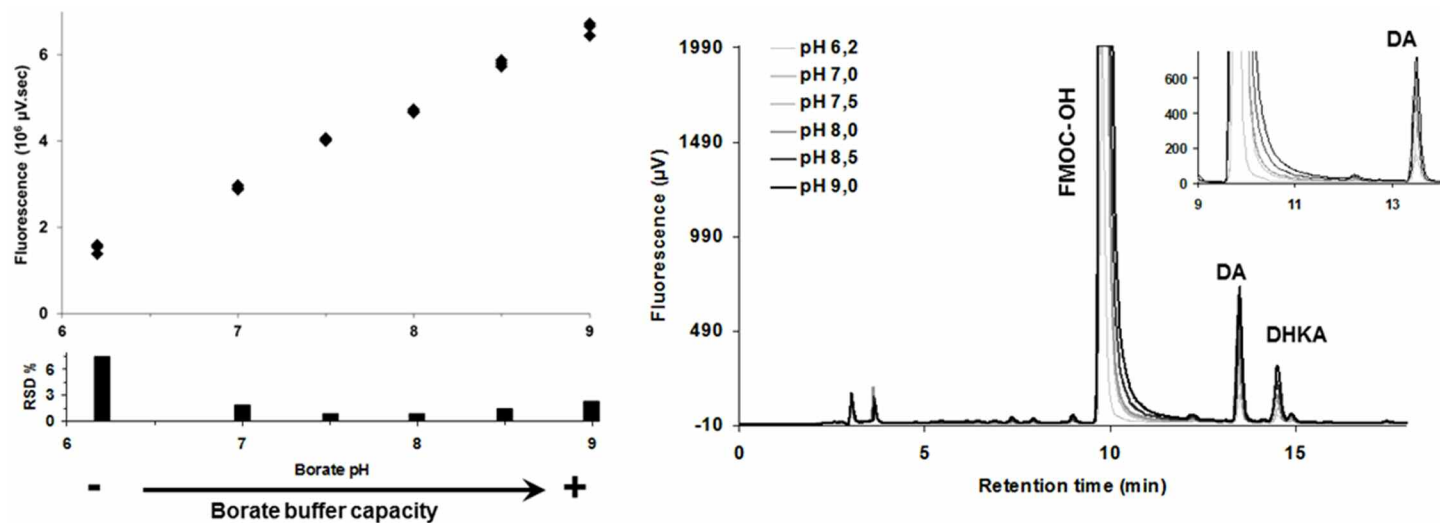 Fluorescence (10⁶ µV.sec)
6
4
2
0
6
7
8
9
RSD %
6
3
0
6
7
8
9
Borate pH
-
+
Borate buffer capacity
Fluorescence (µV)
1990
1490
990
490
-10
pH 6,2
pH 7,0
pH 7,5
pH 8,0
pH 8,5
pH 9,0
FMOC-OH
DA
DHKA
0
5
10
15
Retention time (min)
DA
600
400
200
0
9
11
13